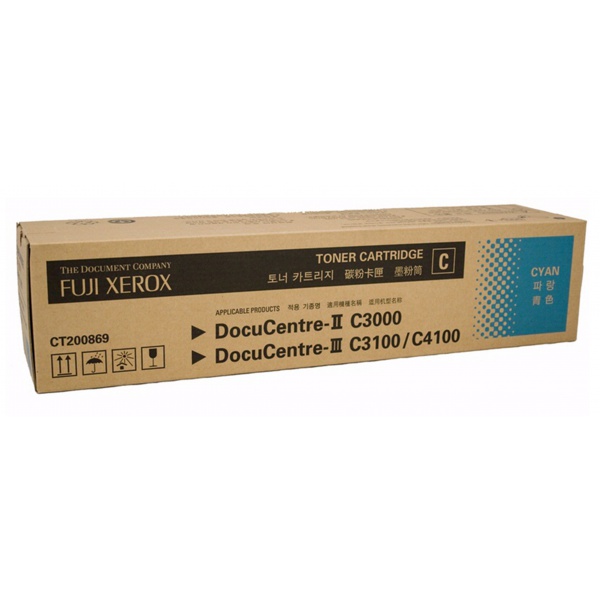 THE DOCUMENT COMPANY
FUJI XEROX
CT200869
TONER CARTRIDGE C
토너 카트리지 碳粉卡匣 墨粉筒
APPLICABLE PRODUCTS 적용 기종명 適用機種名稱 适用机型名称
▶ DocuCentre-II C3000
▶ DocuCentre-III C3100/C4100
CYAN
파랑
青色